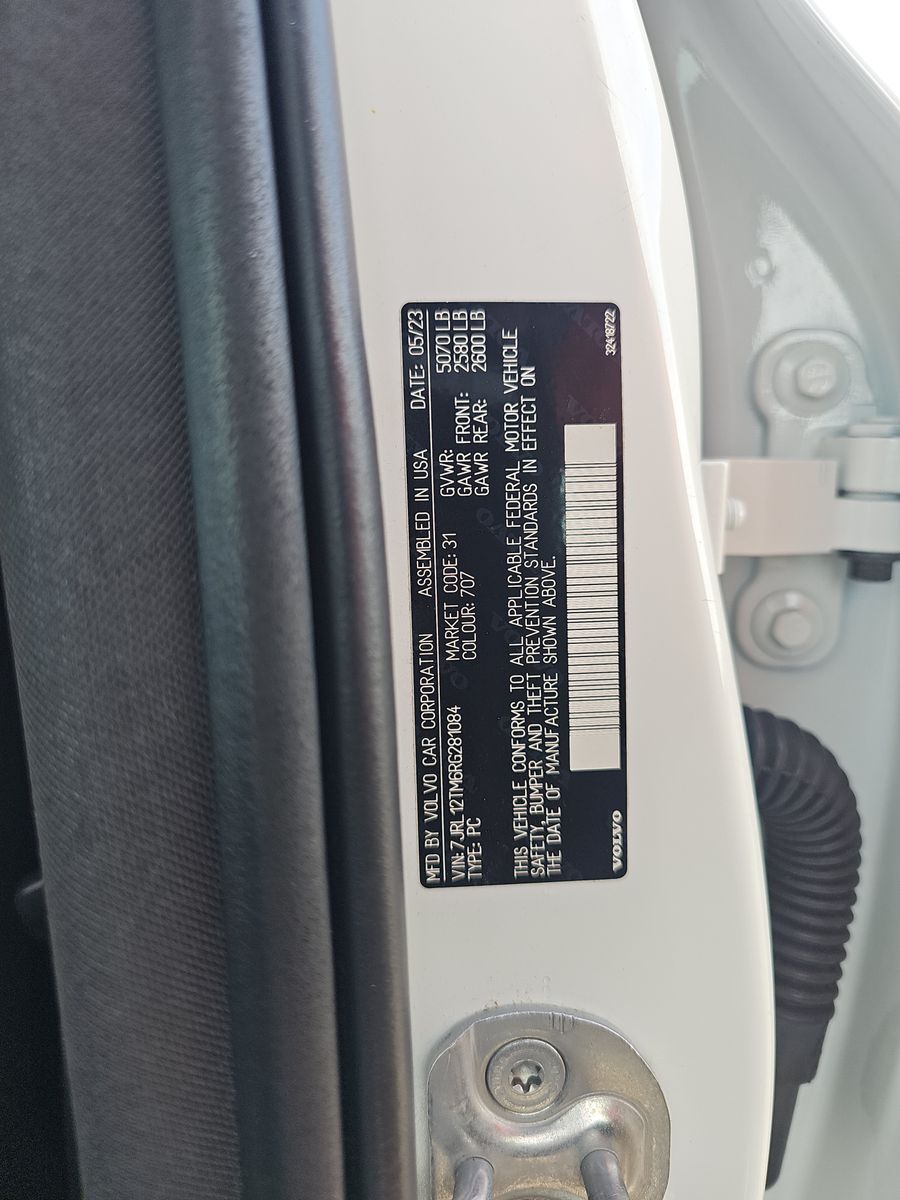 MFD BY VOLVO CAR CORPORATION ASSEMBLED IN USA DATE: 05/23
VIN: 7JRL12TM6RG281084 MARKET CODE: 31 GVWR: 5070 LB
TYPE: PC COLOUR: 707 GAWR FRONT: 2580 LB
GAWR REAR: 2600 LB
THIS VEHICLE CONFORMS TO ALL APPLICABLE FEDERAL MOTOR VEHICLE
SAFETY, BUMPER AND THEFT PREVENTION STANDARDS IN EFFECT ON
THE DATE OF MANUFACTURE SHOWN ABOVE.
VOLVO 32418722